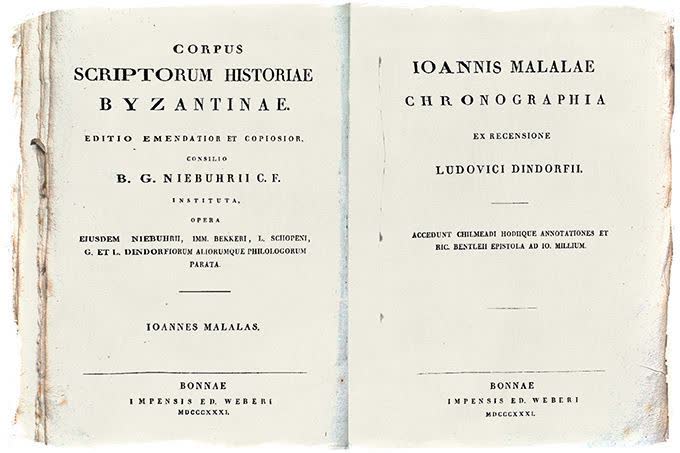 CORPUS
SCRIPTORUM HISTORIAE
BYZANTINAE.
EDITIO EMENDATIOR ET COPIOSIOR,
CONSILIO
B. G. NIEBUHRII C. F.
INSTITUTA,
OPERA
EIUSDEM NIEBUHRII, IMM. BEKKERI, L. SCHOPENI,
G. ET L. DINDORFIORUM ALIORUMQUE PHILOLOGORUM
PARATA.
IOANNES MALALAS.
BONNAE
IMPENSIS ED. WEBERI
MDCCCXXXI.
IOANNIS MALALAE
CHRONOGRAPHIA
EX RECENSIONE
LUDOVICI DINDORFII.
ACCEDUNT CHILMEADI HODIIQUE ANNOTATIONES ET
RIC. BENTLEII EPISTOLA AD IO. MILLIUM.
BONNAE
IMPENSIS ED. WEBERI
MDCCCXXXI.